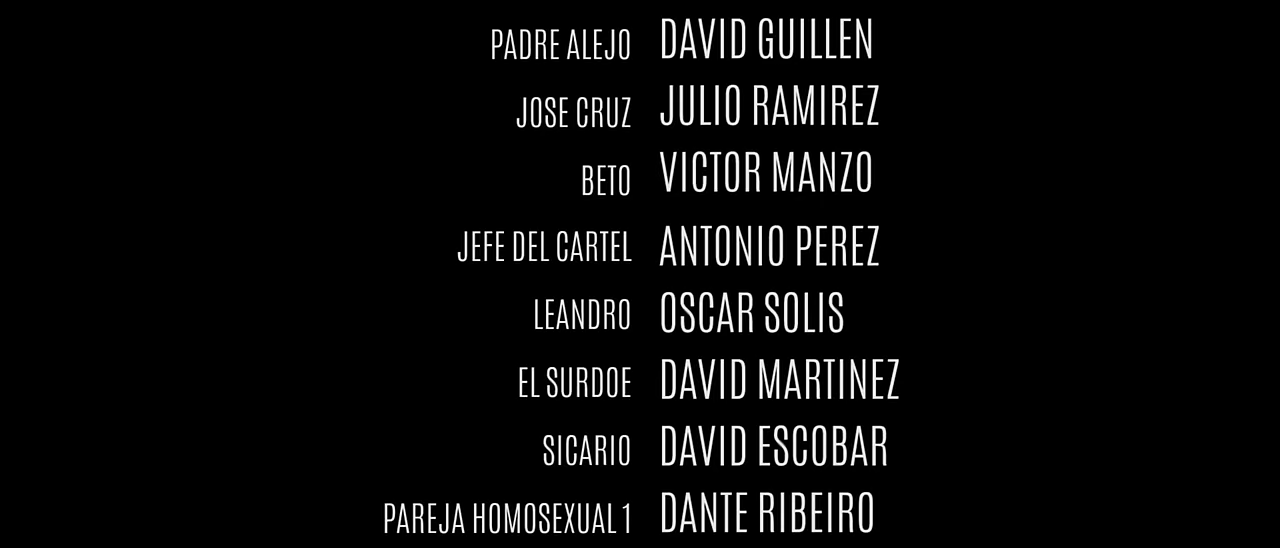 PADRE ALEJO DAVID GUILLEN
JOSE CRUZ JULIO RAMIREZ
BETO VICTOR MANZO
JEFE DEL CARTEL ANTONIO PEREZ
LEANDRO OSCAR SOLIS
EL SURDOE DAVID MARTINEZ
SICARIO DAVID ESCOBAR
PAREJA HOMOSEXUAL 1 DANTE RIBEIRO